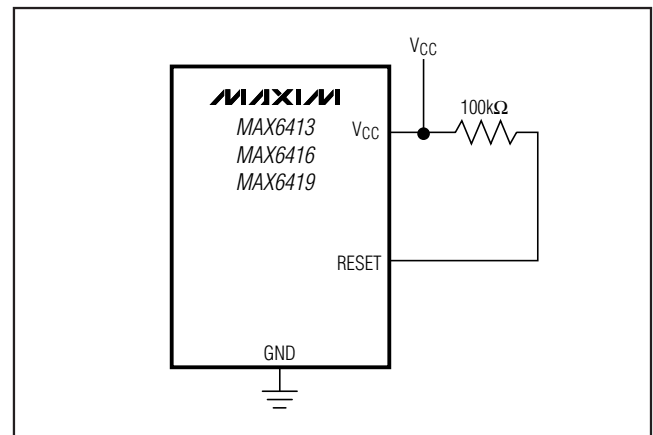 VCC
MAXIM
100kΩ
MAX6413
VCC
MAX6416
MAX6419
RESET
GND